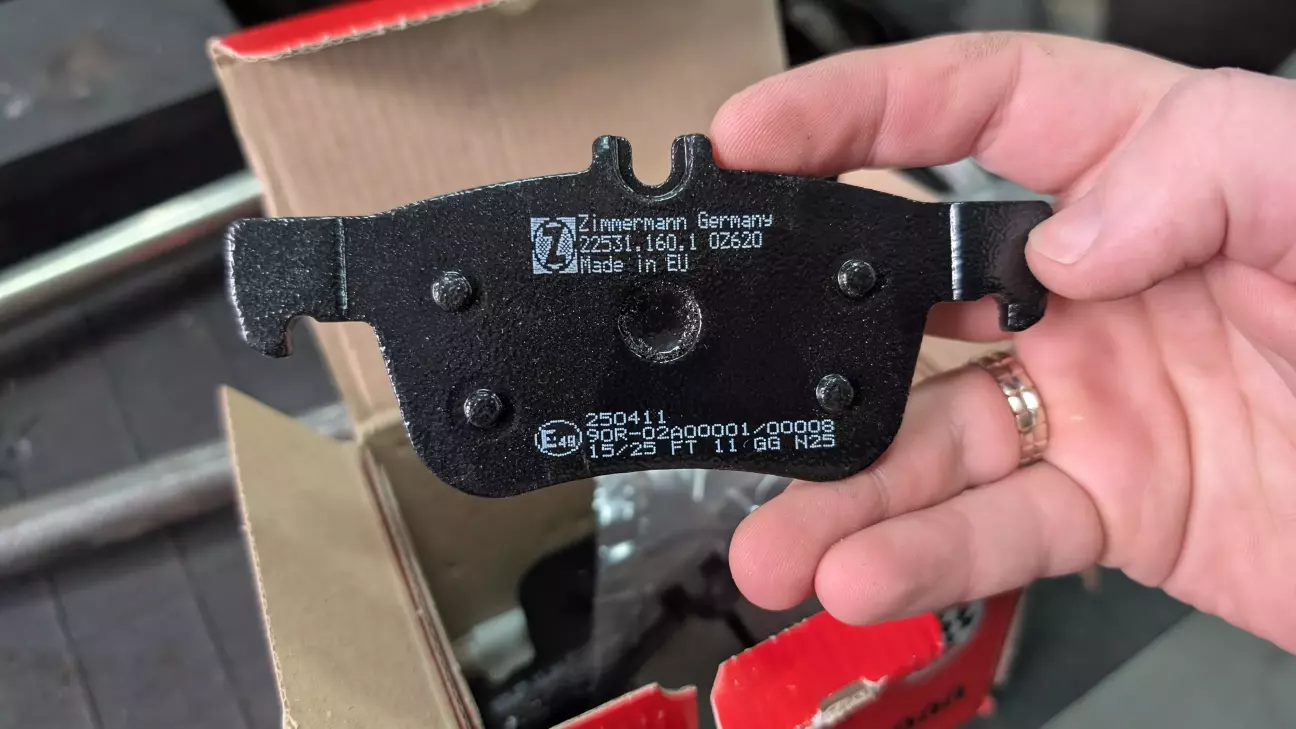 Z
Zimmermann Germany
22531.160.1 0Z620
Made in EU
250411
E49
90R-02A00001/00008
15/25 FT 11 GG N25